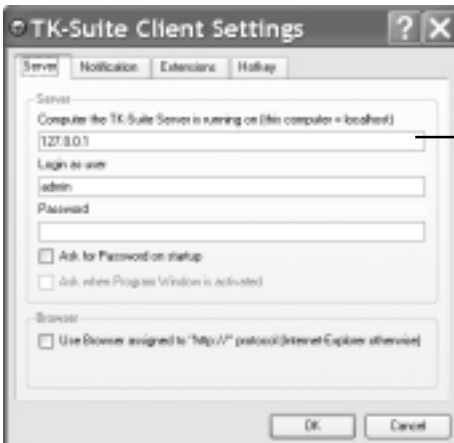 TK-Suite Client Settings
Server Notification Extensions Hotkey
Server
Computer the TK-Suite Server is running on (this computer = localhost)
127.0.0.1
Login as user
admin
Password
Ask for Password on startup
Ask when Program Window is activated
Browser
Use Browser assigned to "http://" protocol (Internet-Explorer otherwise)
OK Cancel